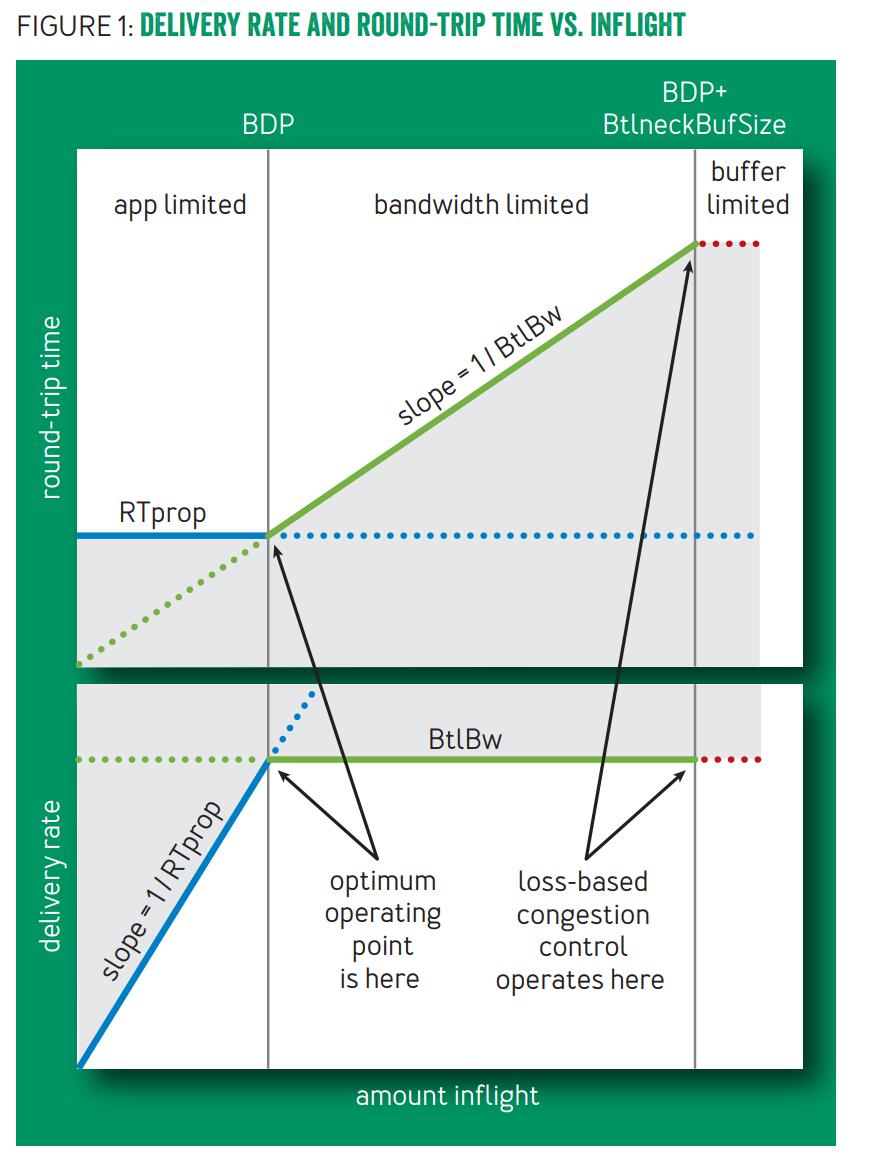 FIGURE 1: DELIVERY RATE AND ROUND-TRIP TIME VS. INFLIGHT
BDP
BDP+
BtlneckBufSize
app limited
bandwidth limited
buffer
limited
round-trip time
slope = 1 / BtlBw
RTprop
BtlBw
delivery rate
slope = 1 / RTprop
optimum
operating
point
is here
loss-based
congestion
control
operates here
amount inflight